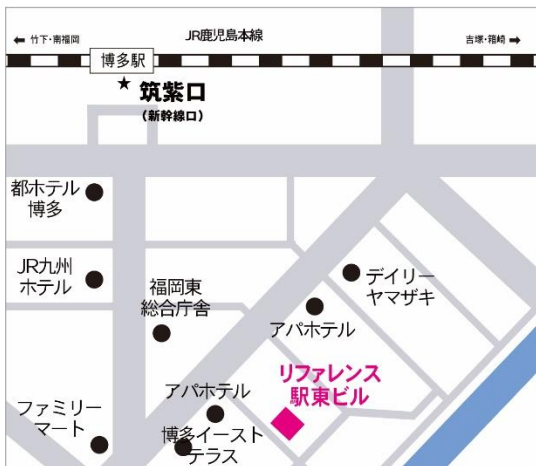 ← 竹下・南福岡
JR鹿児島本線
吉塚・箱崎 →
博多駅
★ 筑紫口
(新幹線口)
都ホテル
博多
JR九州
ホテル
福岡東
総合庁舎
デイリー
ヤマザキ
アパホテル
リファレンス
駅東ビル
アパホテル
ファミリー
マート
博多イースト
テラス